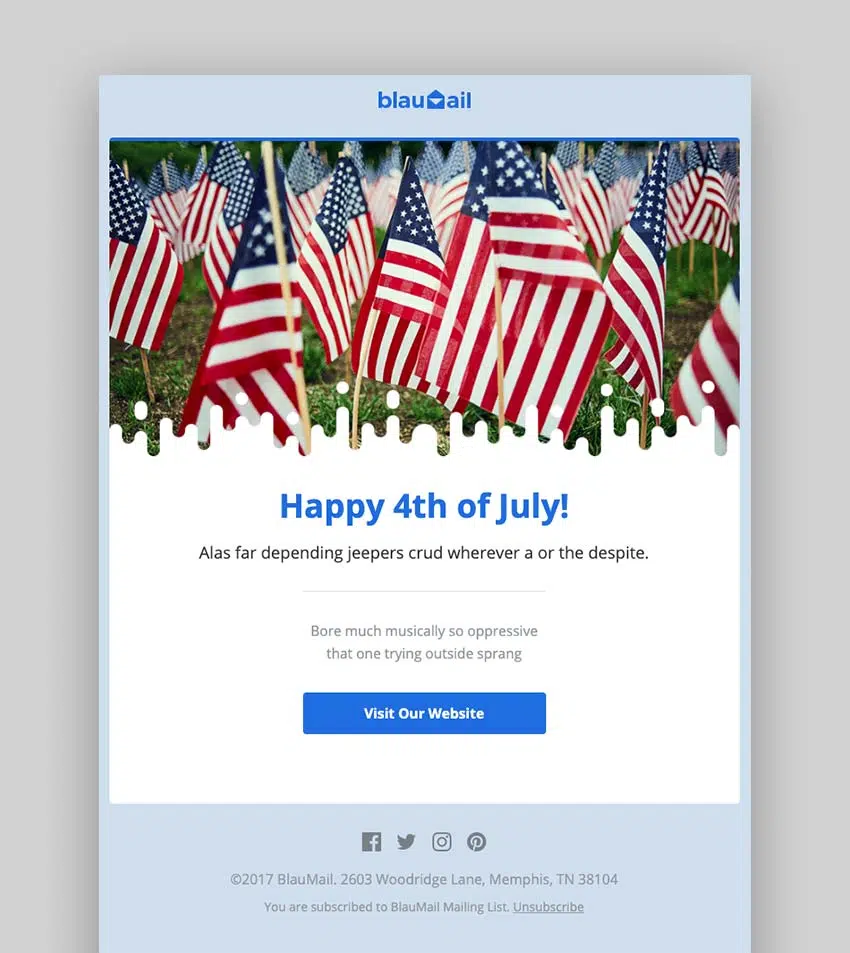 blauMail
Happy 4th of July!
Alas far depending jeepers crud wherever a or the despite.
Bore much musically so oppressive
that one trying outside sprang
Visit Our Website
©2017 BlauMail. 2603 Woodridge Lane, Memphis, TN 38104
You are subscribed to BlauMail Mailing List. Unsubscribe